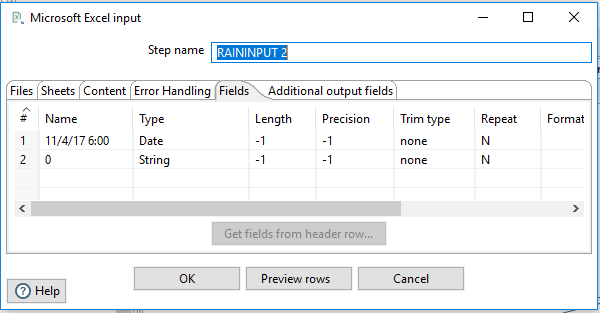 Microsoft Excel input
Step name RAININPUT 2
Files Sheets Content Error Handling Fields Additional output fields
# Name Type Length Precision Trim type Repeat Format
1 11/4/17 6:00 Date -1 -1 none N
2 0 String -1 -1 none N
Get fields from header row...
OK Preview rows Cancel
Help